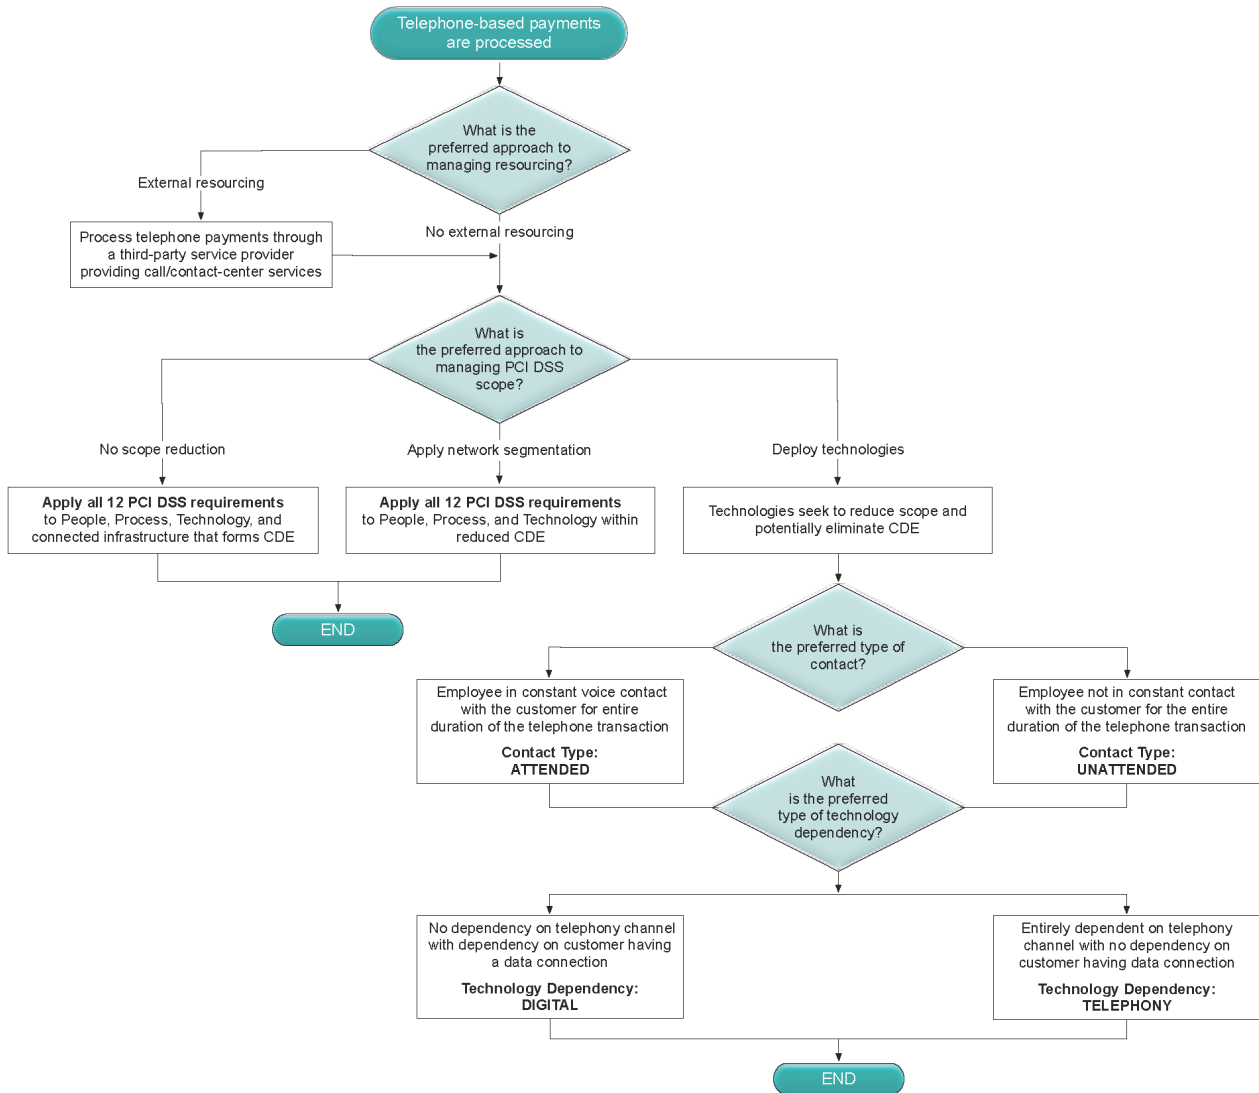 Telephone-based payments
are processed
What is the
preferred approach to
managing resourcing?
External resourcing
No external resourcing
Process telephone payments through
a third-party service provider
providing call/contact-center services
What is
the preferred approach to
managing PCI DSS
scope?
No scope reduction
Apply network segmentation
Deploy technologies
Apply all 12 PCI DSS requirements
to People, Process, Technology, and
connected infrastructure that forms CDE
Apply all 12 PCI DSS requirements
to People, Process, and Technology within
reduced CDE
Technologies seek to reduce scope and
potentially eliminate CDE
END
What is
the preferred type of
contact?
Employee in constant voice contact
with the customer for entire
duration of the telephone transaction
Contact Type:
ATTENDED
Employee not in constant contact
with the customer for the entire
duration of the telephone transaction
Contact Type:
UNATTENDED
What
is the preferred
type of technology
dependency?
No dependency on telephony channel
with dependency on customer having
a data connection
Technology Dependency:
DIGITAL
Entirely dependent on telephony
channel with no dependency on
customer having data connection
Technology Dependency:
TELEPHONY
END